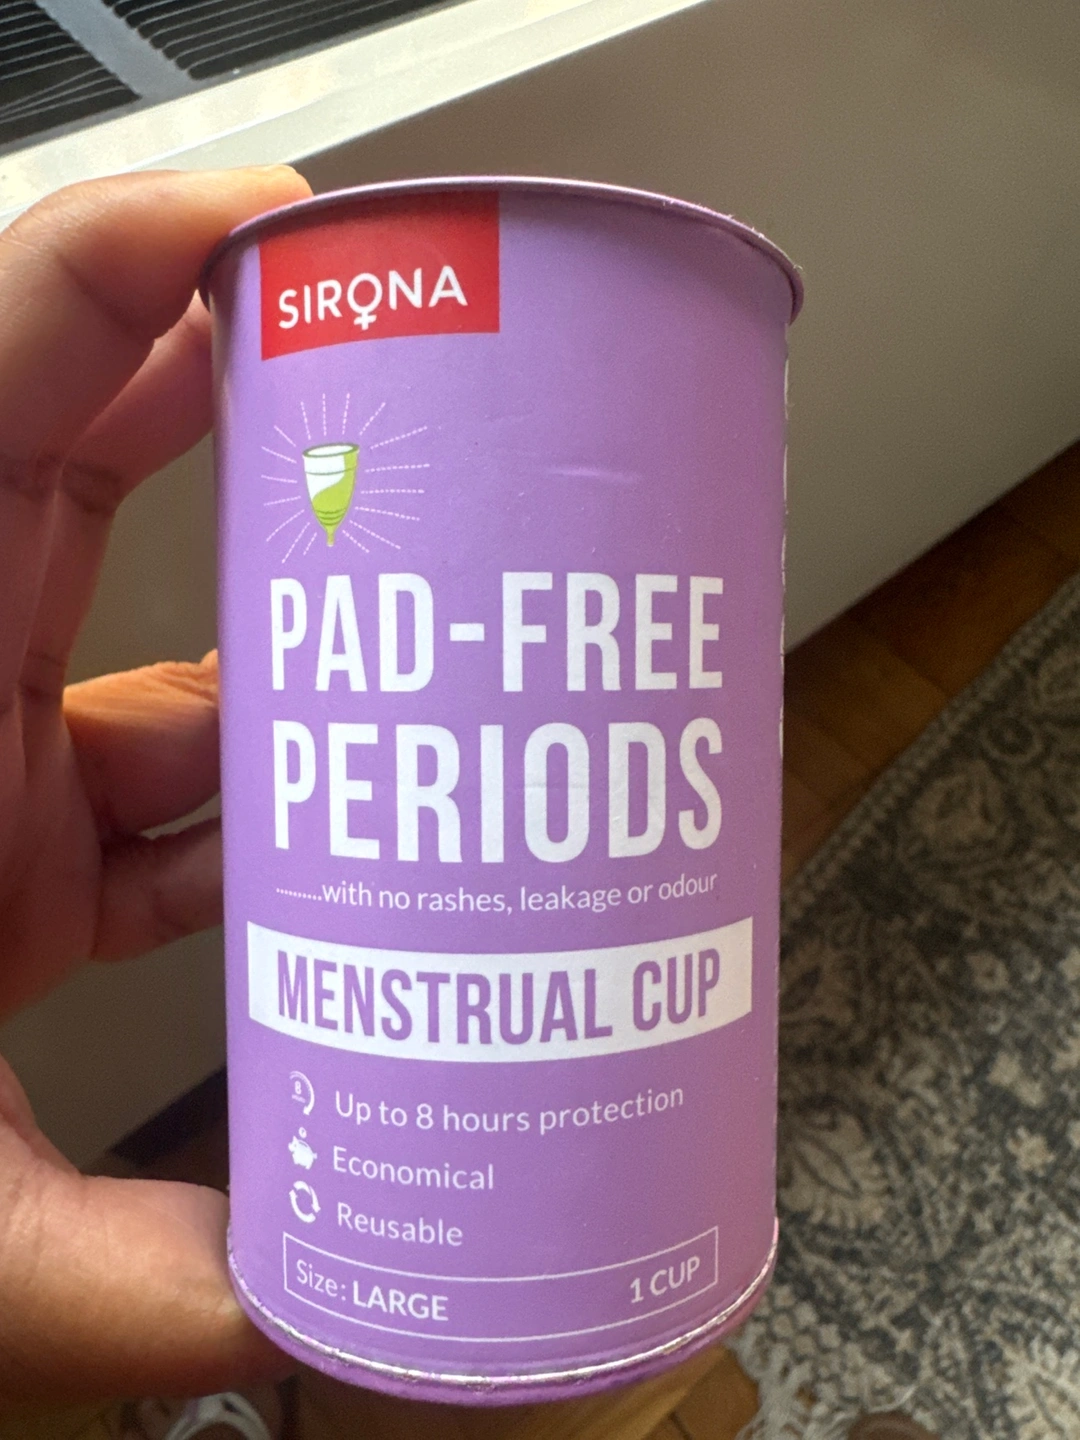 SIRONA
PAD-FREE
PERIODS
..........with no rashes, leakage or odour
MENSTRUAL CUP
8
Up to 8 hours protection
Economical
Reusable
Size: LARGE 1 CUP